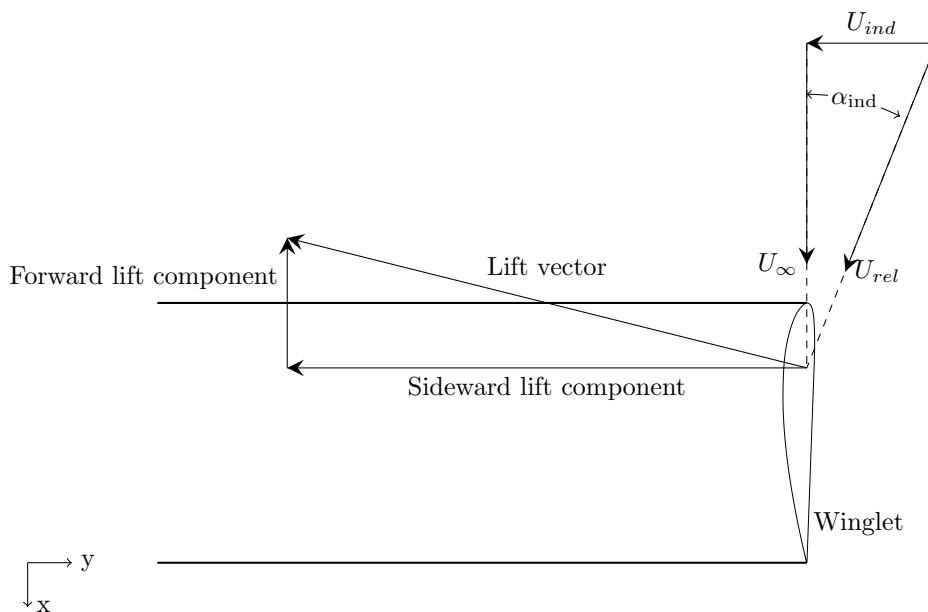 U_ind
α_ind
Lift vector
U_∞
U_rel
Forward lift component
Sideward lift component
Winglet
y
x